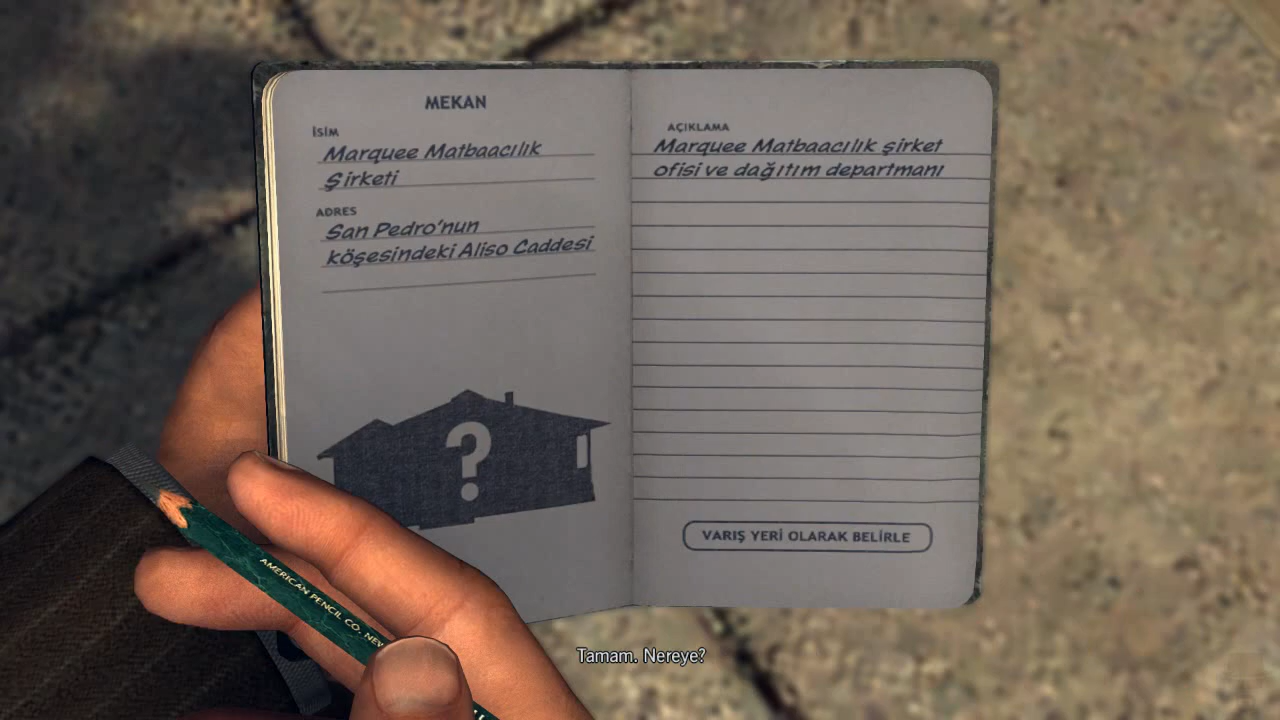 MEKAN
İSİM
Marquee Matbaacılık
Şirketi
ADRES
San Pedro'nun
köşesindeki Aliso Caddesi
?
AÇIKLAMA
Marquee Matbaacılık şirket
ofisi ve dağıtım departmanı
VARIŞ YERİ OLARAK BELİRLE
AMERICAN PENCIL CO. NEW
Tamam. Nereye?